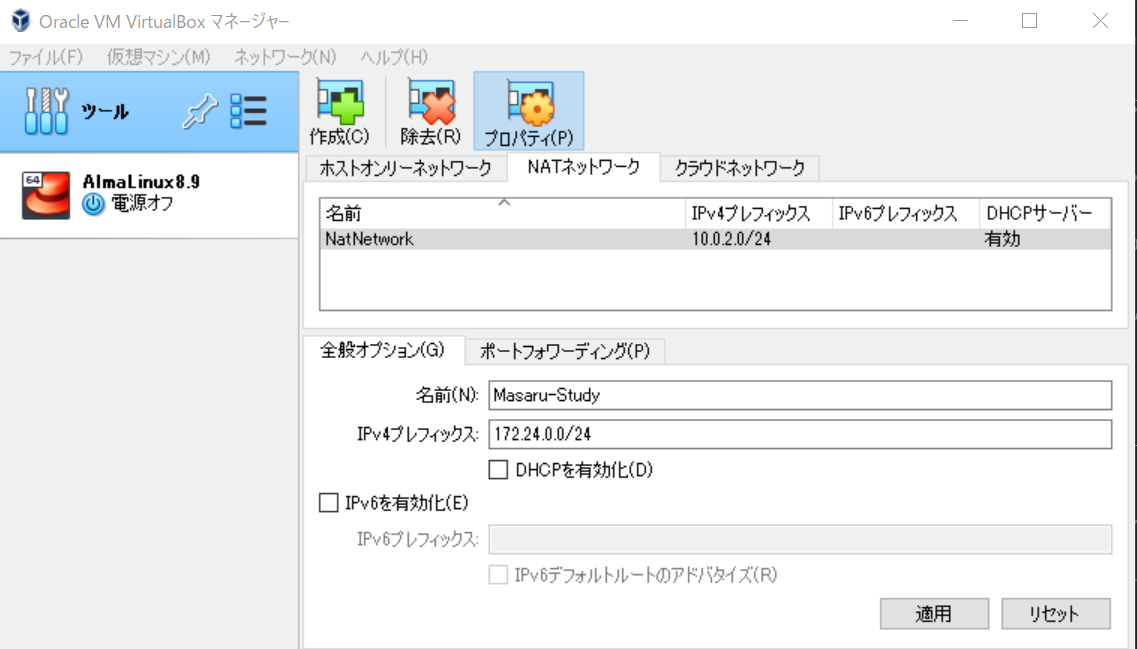 Oracle VM VirtualBox マネージャー
ファイル(F) 仮想マシン(M) ネットワーク(N) ヘルプ(H)
ツール
作成(C) 除去(R) プロパティ(P)
64
AlmaLinux8.9
電源オフ
ホストオンリーネットワーク NATネットワーク クラウドネットワーク
名前 IPv4プレフィックス IPv6プレフィックス DHCPサーバー
NatNetwork 10.0.2.0/24 有効
全般オプション(G) ポートフォワーディング(P)
名前(N): Masaru-Study
IPv4プレフィックス: 172.24.0.0/24
DHCPを有効化(D)
IPv6を有効化(E)
IPv6プレフィックス:
IPv6デフォルトルートのアドバタイズ(R)
適用 リセット